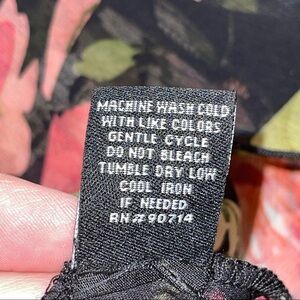 MACHINE WASH COLD
WITH LIKE COLORS
GENTLE CYCLE
DO NOT BLEACH
TUMBLE DRY LOW
COOL IRON
IF NEEDED
RN#90714